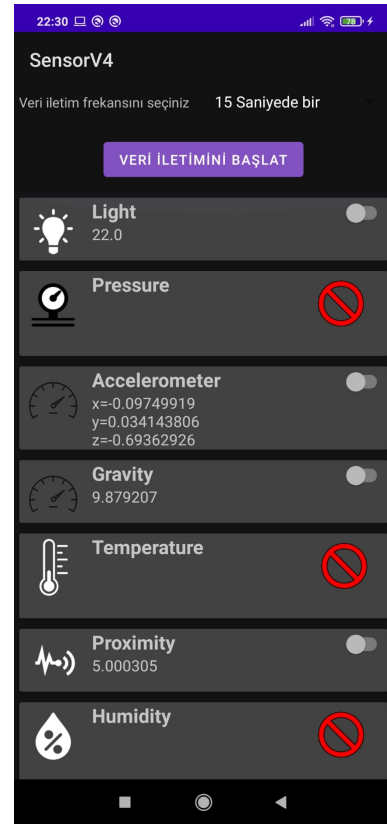 22:30
78
SensorV4
Veri iletim frekansını seçiniz 15 Saniyede bir
VERİ İLETİMİNİ BAŞLAT
Light
22.0
Pressure
Accelerometer
x=-0.09749919
y=0.034143806
z=-0.69362926
Gravity
9.879207
Temperature
Proximity
5.000305
Humidity
%